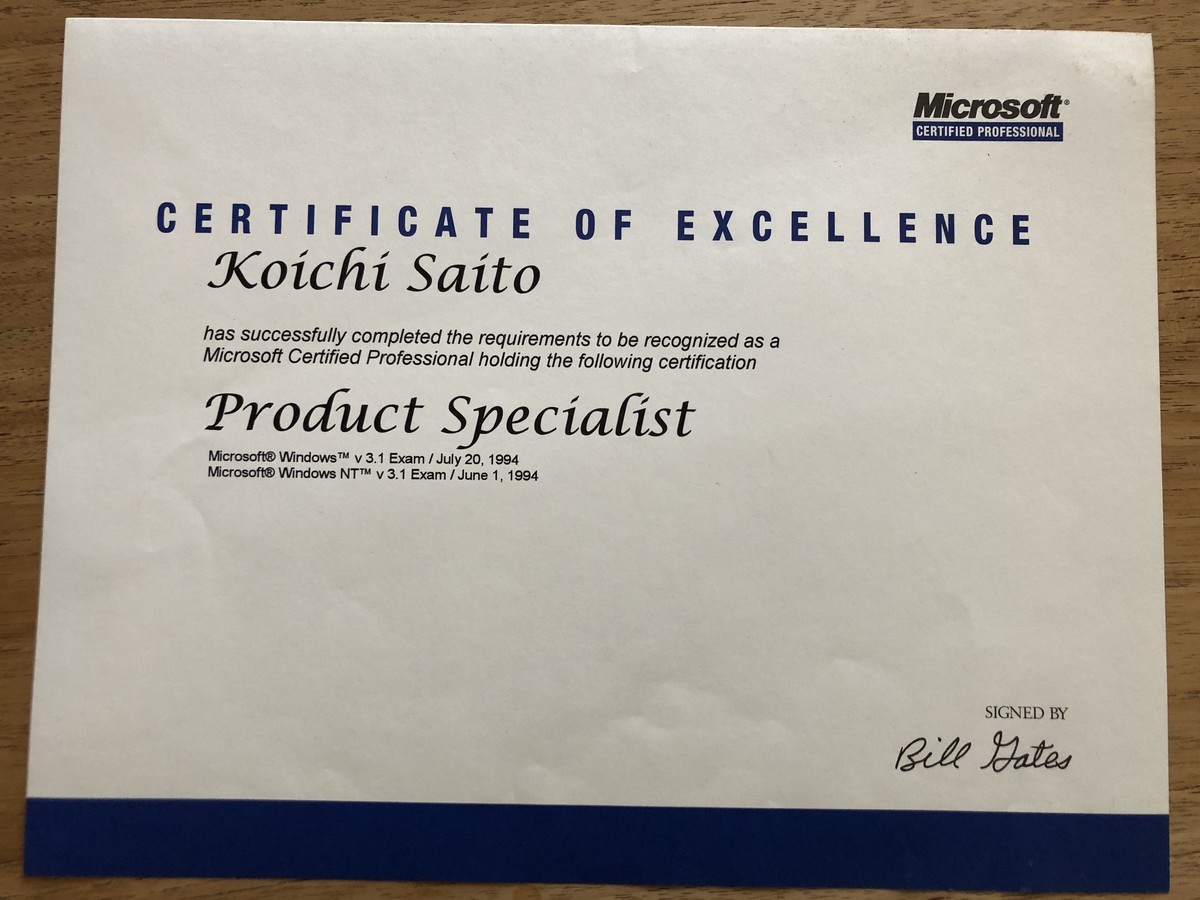 Microsoft®
CERTIFIED PROFESSIONAL
CERTIFICATE OF EXCELLENCE
Koichi Saito
has successfully completed the requirements to be recognized as a
Microsoft Certified Professional holding the following certification
Product Specialist
Microsoft® Windows™ v 3.1 Exam / July 20, 1994
Microsoft® Windows NT™ v 3.1 Exam / June 1, 1994
SIGNED BY
Bill Gates